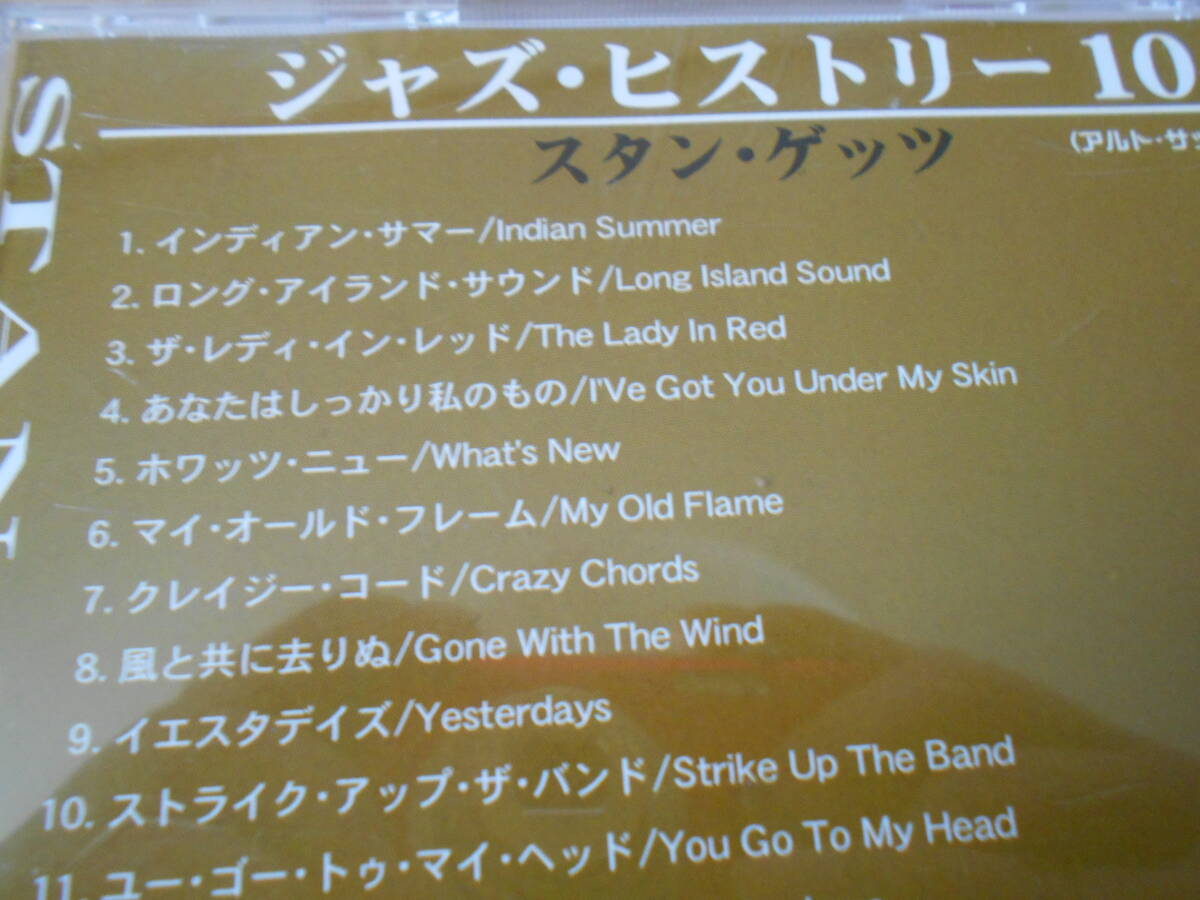 ジャズ・ヒストリー 10
スタン・ゲッツ
(アルト・サッ
STAN
1. インディアン・サマー/Indian Summer
2. ロング・アイランド・サウンド/Long Island Sound
3. ザ・レディ・イン・レッド/The Lady In Red
4. あなたはしっかり私のもの/I'Ve Got You Under My Skin
5. ホワッツ・ニュー/What's New
6. マイ・オールド・フレーム/My Old Flame
7. クレイジー・コード/Crazy Chords
8. 風と共に去りぬ/Gone With The Wind
9. イエスタデイズ/Yesterdays
10. ストライク・アップ・ザ・バンド/Strike Up The Band
11. ユー・ゴー・トゥ・マイ・ヘッド/You Go To My Head